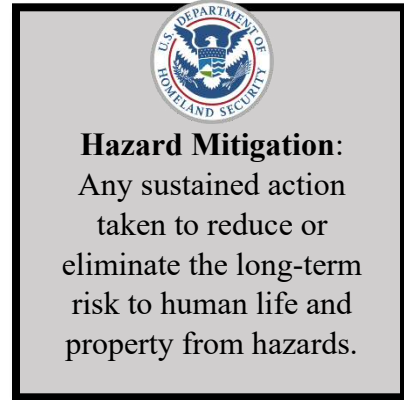 U.S. DEPARTMENT OF
HOMELAND SECURITY
Hazard Mitigation:
Any sustained action
taken to reduce or
eliminate the long-term
risk to human life and
property from hazards.